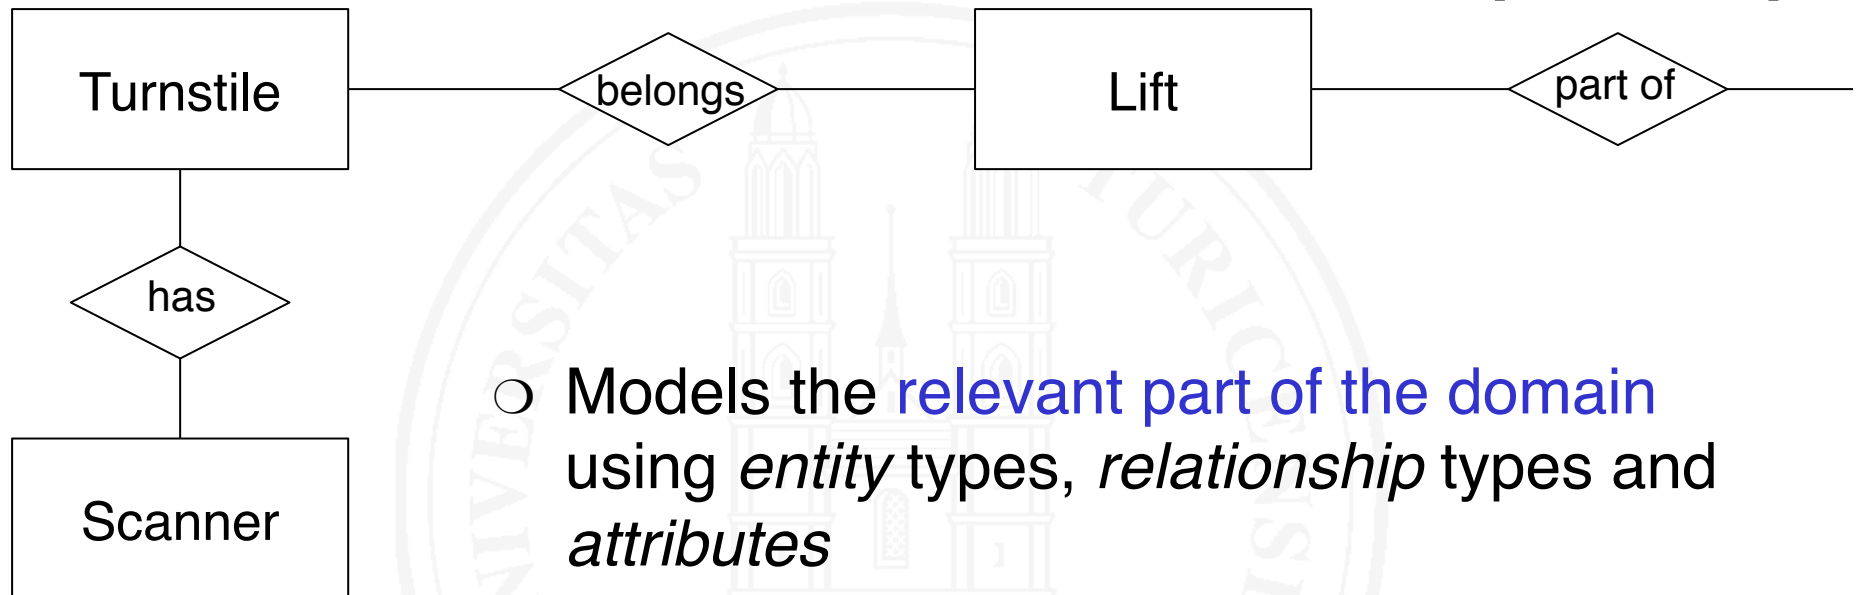 Turnstile
belongs
Lift
part of
has
Scanner
❍ Models the relevant part of the domain
using entity types, relationship types and
attributes